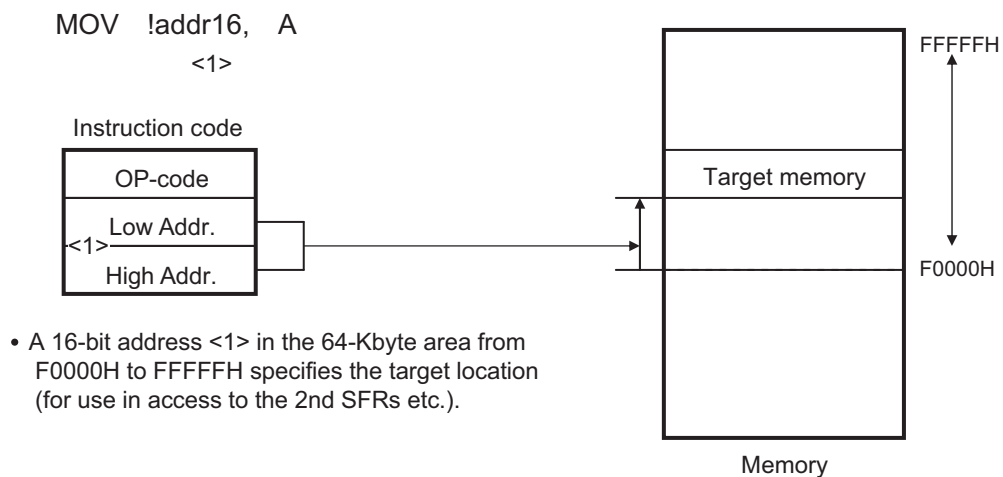 MOV !addr16, A
<1>
Instruction code
OP-code
Low Addr.
<1>
High Addr.
FFFFFH
Target memory
F0000H
• A 16-bit address <1> in the 64-Kbyte area from
F0000H to FFFFFH specifies the target location
(for use in access to the 2nd SFRs etc.).
Memory